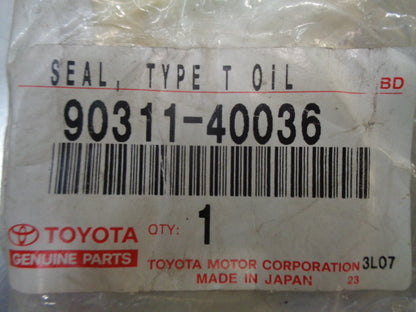 SEAL, TYPE T OiL
BD
90311-40036
TOYOTA
GENUINE PARTS
QTY: 1
TOYOTA MOTOR CORPORATION 3L07
MADE IN JAPAN 23